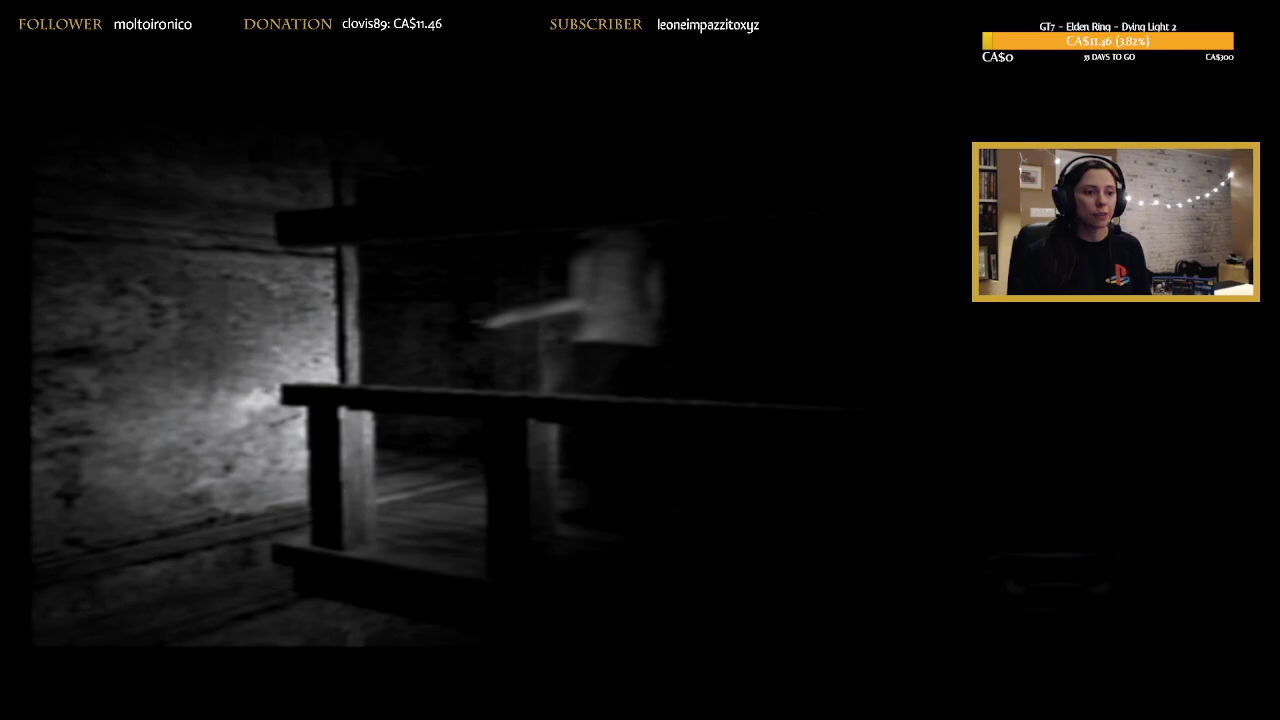 FOLLOWER moltoironico DONATION clovis89: CA$11.46 SUBSCRIBER leoneimpazzitoxyz
GT7 - Elden Ring - Dying Light 2
CA$11.46 (3.82%)
CA$0 33 DAYS TO GO CA$300